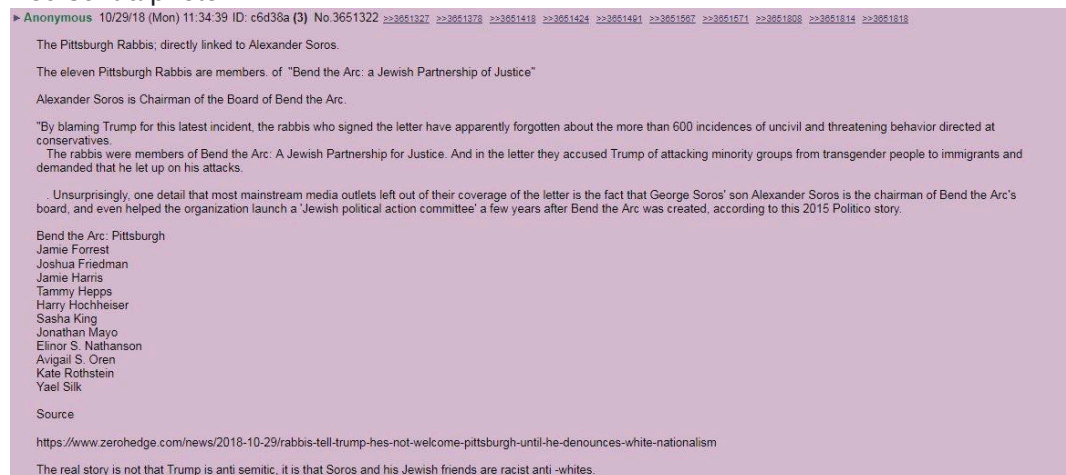 Anonymous 10/29/18 (Mon) 11:34:39 ID: c6d38a (3) No.3651322 >>3651327 >>3651378 >>3651418 >>3651424 >>3651491 >>3651567 >>3651571 >>3651808 >>3651814 >>3651818
The Pittsburgh Rabbis; directly linked to Alexander Soros.
The eleven Pittsburgh Rabbis are members. of "Bend the Arc: a Jewish Partnership of Justice"
Alexander Soros is Chairman of the Board of Bend the Arc.
"By blaming Trump for this latest incident, the rabbis who signed the letter have apparently forgotten about the more than 600 incidences of uncivil and threatening behavior directed at
conservatives.
The rabbis were members of Bend the Arc: A Jewish Partnership for Justice. And in the letter they accused Trump of attacking minority groups from transgender people to immigrants and
demanded that he let up on his attacks.
. Unsurprisingly, one detail that most mainstream media outlets left out of their coverage of the letter is the fact that George Soros' son Alexander Soros is the chairman of Bend the Arc's
board, and even helped the organization launch a 'Jewish political action committee' a few years after Bend the Arc was created, according to this 2015 Politico story.
Bend the Arc: Pittsburgh
Jamie Forrest
Joshua Friedman
Jamie Harris
Tammy Hepps
Harry Hochheiser
Sasha King
Jonathan Mayo
Elinor S. Nathanson
Avigail S. Oren
Kate Rothstein
Yael Silk
Source
https://www.zerohedge.com/news/2018-10-29/rabbis-tell-trump-hes-not-welcome-pittsburgh-until-he-denounces-white-nationalism
The real story is not that Trump is anti semitic, it is that Soros and his Jewish friends are racist anti -whites.